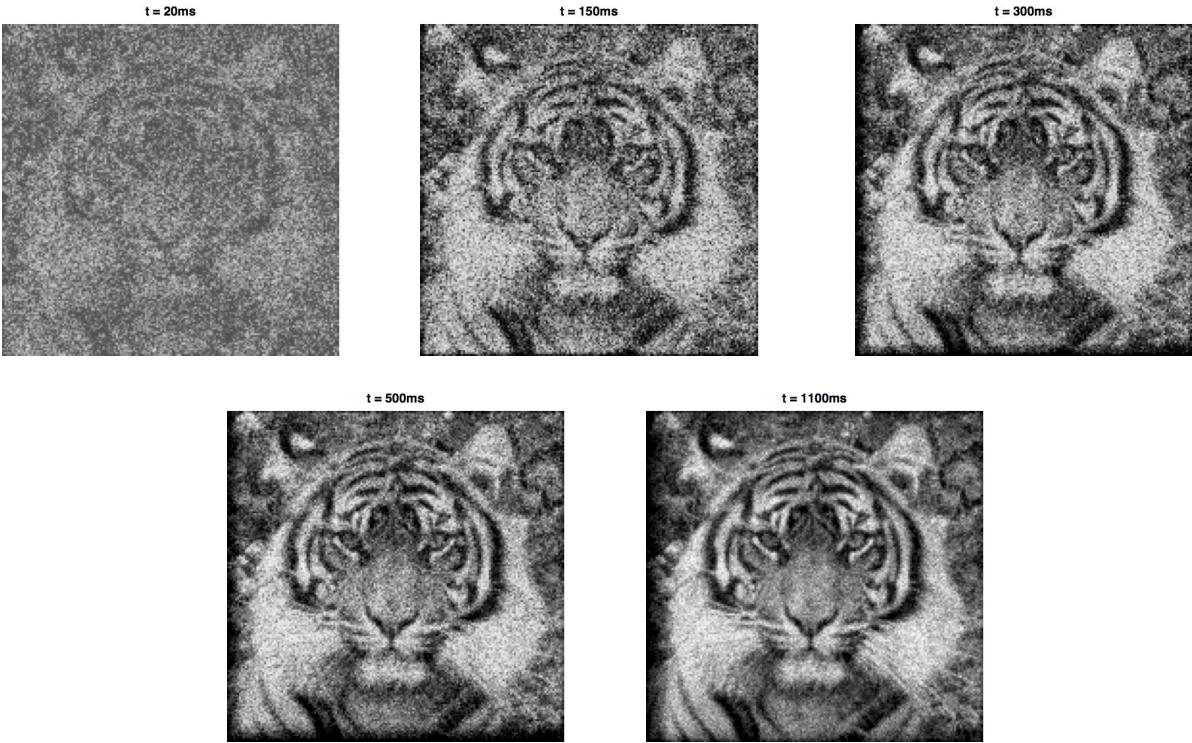 t = 20ms
t = 150ms
t = 300ms
t = 500ms
t = 1100ms